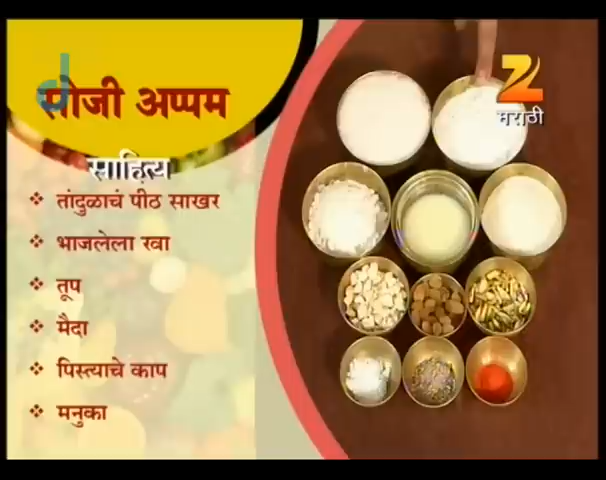 सोजी अप्पम
साहित्य
तांदुळाचं पीठ साखर
भाजलेला रवा
तूप
मैदा
पिस्त्याचे काप
मनुका
Z
मराठी